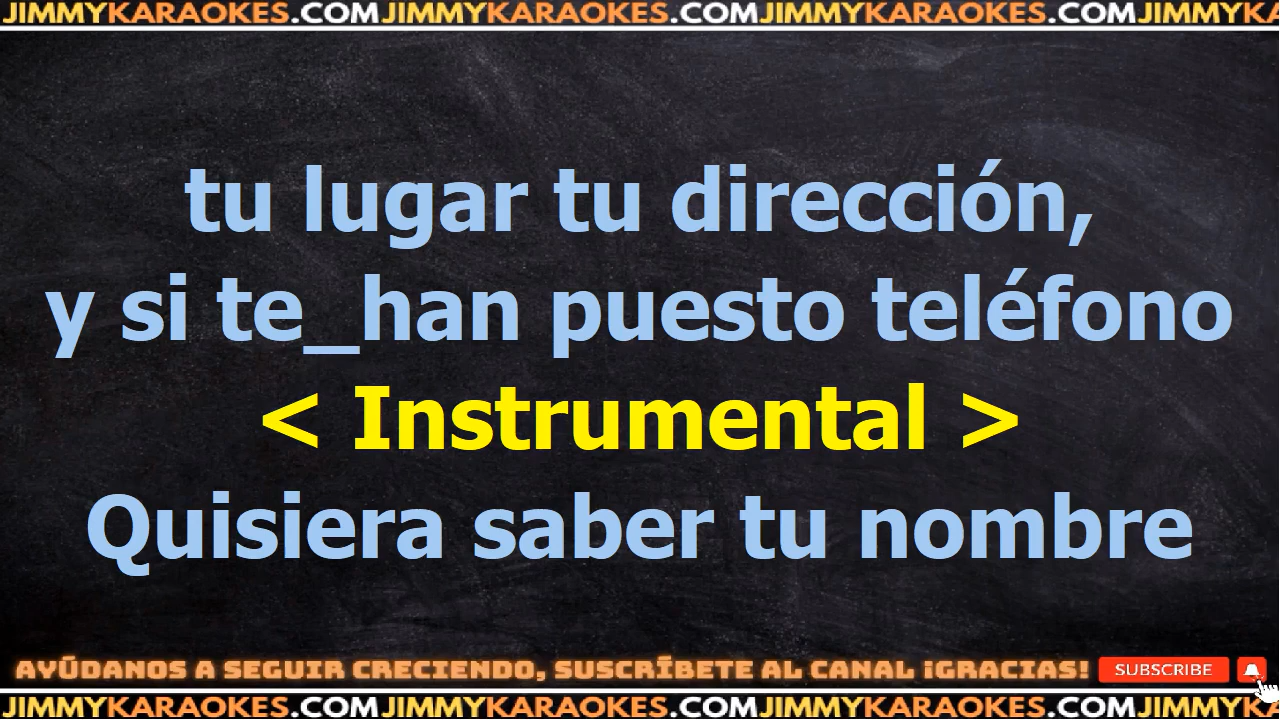 JIMMYKARAOKES.COMJIMMYKARAOKES.COMJIMMYKARAOKES.COMJIMMYKA
tu lugar tu dirección,
y si te_han puesto teléfono
< Instrumental >
Quisiera saber tu nombre
AYÚDANOS A SEGUIR CRECIENDO, SUSCRÍBETE AL CANAL ¡GRACIAS! SUBSCRIBE
JIMMYKARAOKES.COMJIMMYKARAOKES.COMJIMMYKARAOKES.COMJIMMYKA